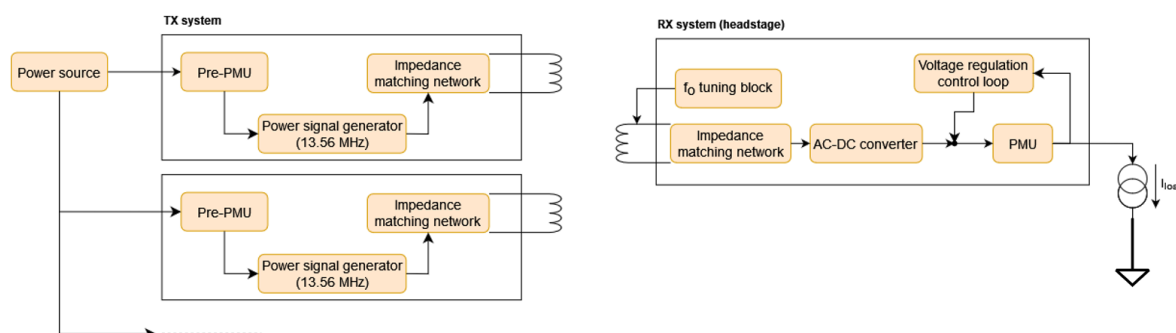 TX system
Power source
Pre-PMU
Impedance
matching network
Power signal generator
(13.56 MHz)
Pre-PMU
Impedance
matching network
Power signal generator
(13.56 MHz)
RX system (headstage)
fo tuning block
Voltage regulation
control loop
Impedance
matching network
AC-DC converter
PMU